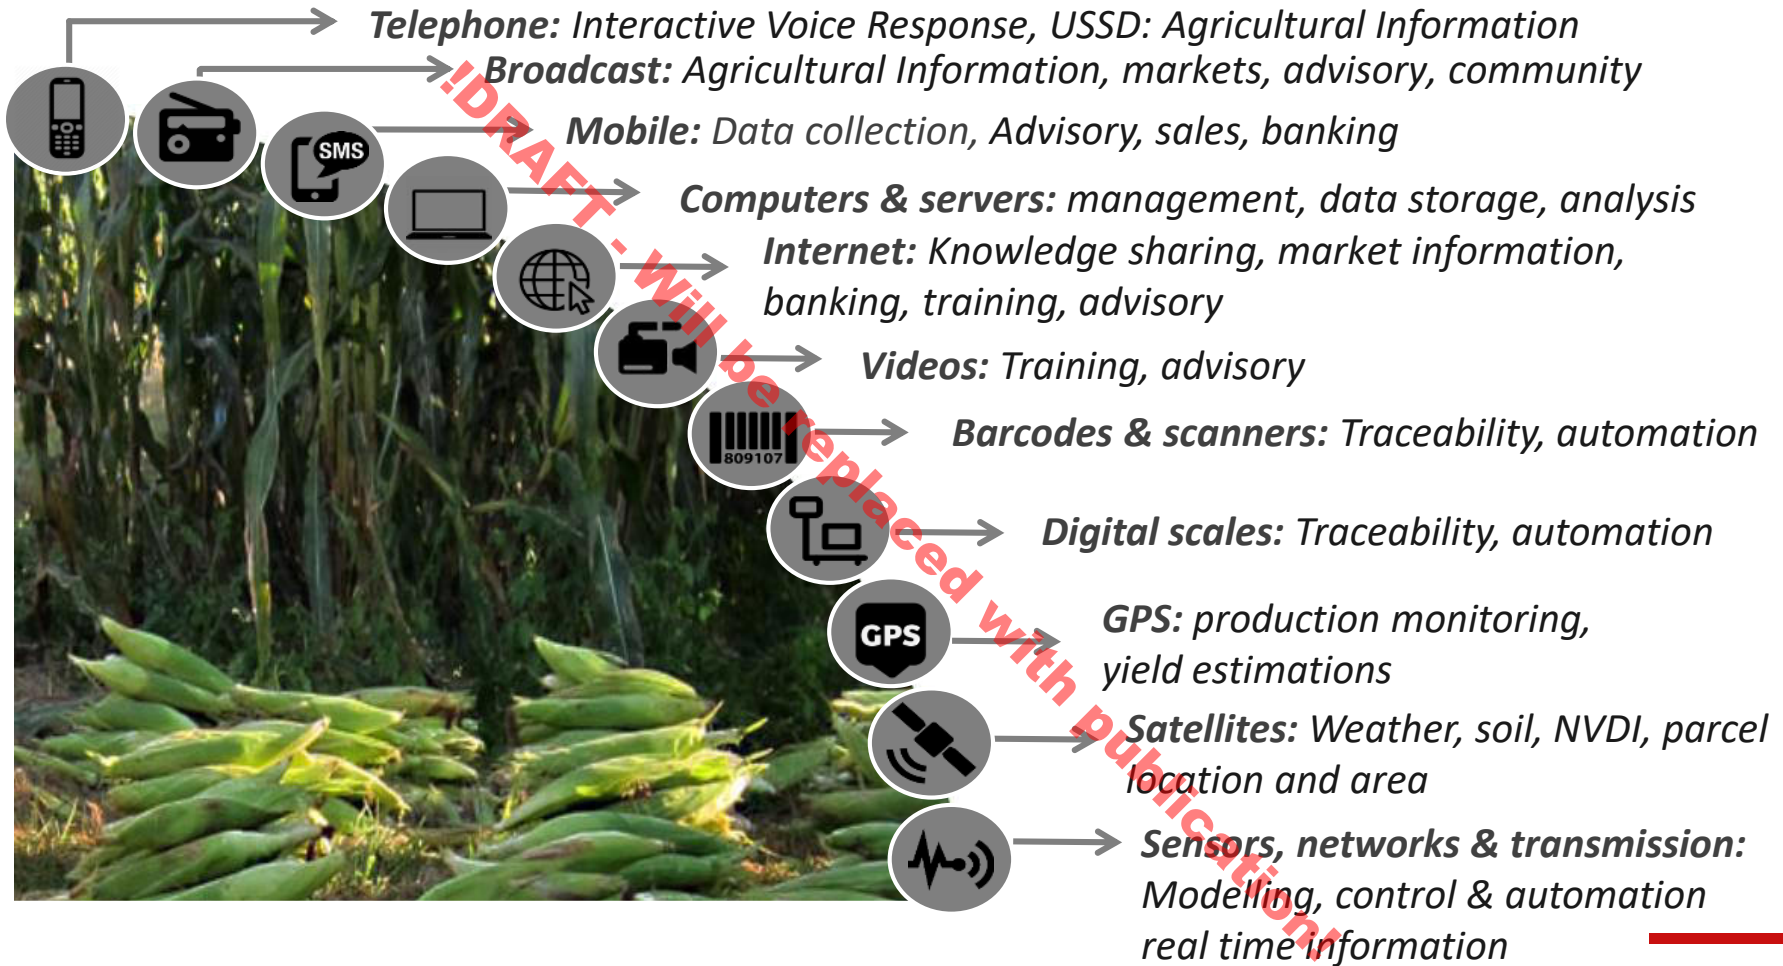 Telephone: Interactive Voice Response, USSD: Agricultural Information
Broadcast: Agricultural Information, markets, advisory, community
Mobile: Data collection, Advisory, sales, banking
SMS
Computers & servers: management, data storage, analysis
Internet: Knowledge sharing, market information,
banking, training, advisory
Videos: Training, advisory
Barcodes & scanners: Traceability, automation
809107
Digital scales: Traceability, automation
GPS
GPS: production monitoring,
yield estimations
Satellites: Weather, soil, NVDI, parcel
location and area
Sensors, networks & transmission:
Modelling, control & automation
real time information
!DRAFT - Will be replaced with publication!